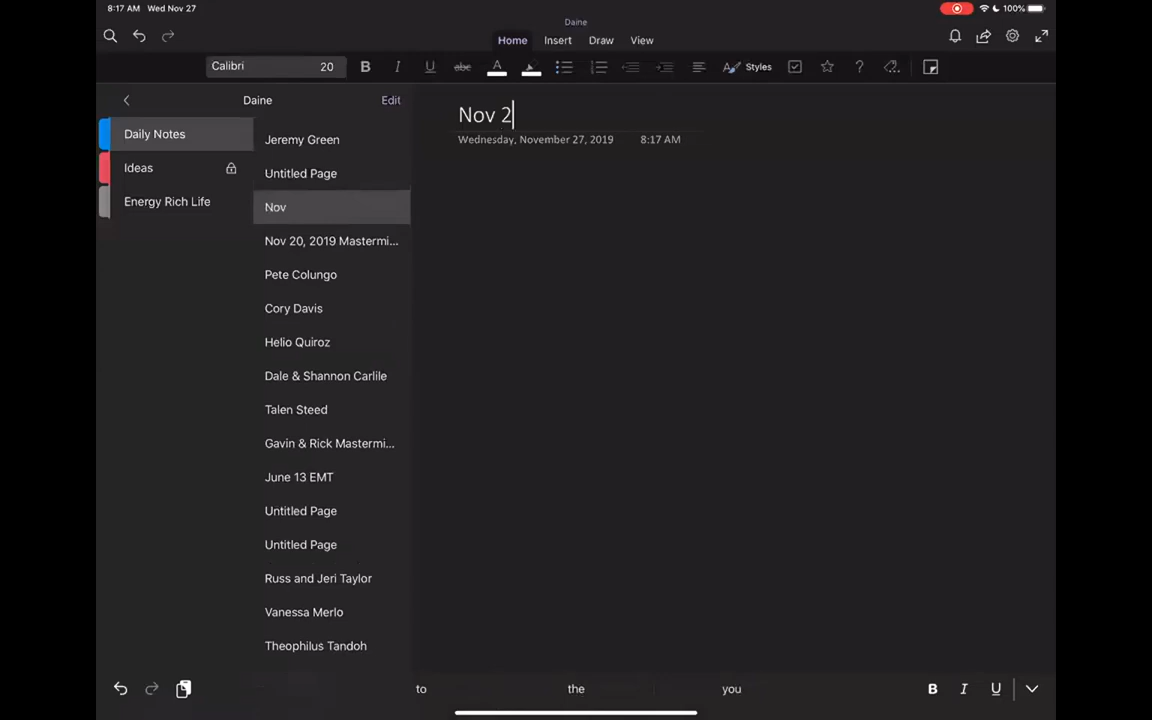 8:17 AM Wed Nov 27
100%
Daine
Home Insert Draw View
Calibri 20 B I U abc A Styles ?
Daine Edit
Daily Notes
Ideas
Energy Rich Life
Jeremy Green
Untitled Page
Nov
Nov 20, 2019 Mastermi...
Pete Colungo
Cory Davis
Helio Quiroz
Dale & Shannon Carlile
Talen Steed
Gavin & Rick Mastermi...
June 13 EMT
Untitled Page
Untitled Page
Russ and Jeri Taylor
Vanessa Merlo
Theophilus Tandoh
Nov 2
Wednesday, November 27, 2019 8:17 AM
to the you B I U